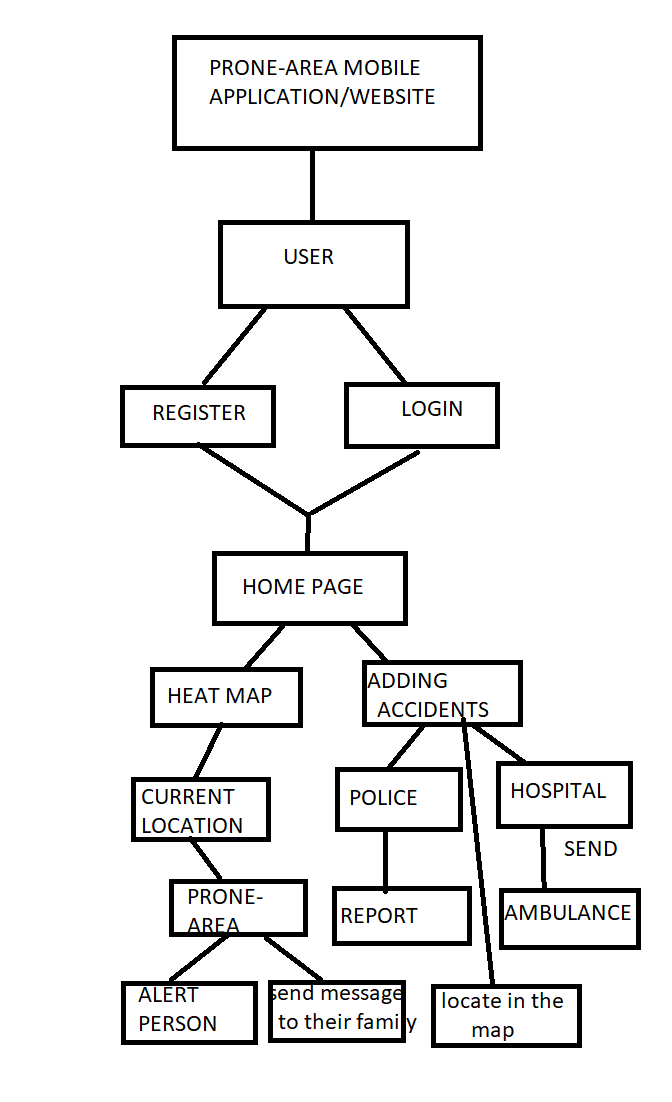 PRONE-AREA MOBILE
APPLICATION/WEBSITE
USER
REGISTER
LOGIN
HOME PAGE
HEAT MAP
ADDING
ACCIDENTS
CURRENT
LOCATION
POLICE
HOSPITAL
SEND
PRONE-
AREA
REPORT
AMBULANCE
ALERT
PERSON
send message
to their family
locate in the
map